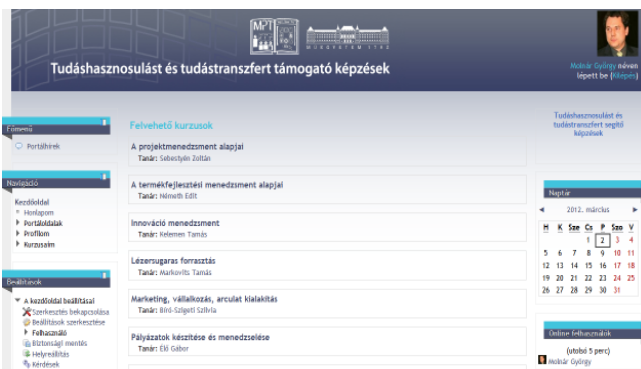 MPT
MŰEGYETEM 1782
Tudáshasznosulást és tudástranszfert támogató képzések
Molnár György néven
lépett be (Kilépés)
Főmenü
Portálhírek
Navigáció
Kezdőoldal
Honlapom
Portáloldalak
Profilom
Kurzusaim
Beállítások
A kezdőoldal beállításai
Szerkesztés bekapcsolása
Beállítások szerkesztése
Felhasználó
Biztonsági mentés
Helyreállítás
Kérdések
Felvehető kurzusok
A projektmenedzsment alapjai
Tanár: Sebestyén Zoltán
A termékfejlesztési menedzsment alapjai
Tanár: Németh Edit
Innováció menedzsment
Tanár: Kelemen Tamás
Lézersugaras forrasztás
Tanár: Markovits Tamás
Marketing, vállalkozás, arculat kialakítás
Tanár: Bíró-Szigeti Szilvia
Pályázatok készítése és menedzselése
Tanár: Élő Gábor
Tudáshasznosulást és
tudástranszfert segítő
képzések
Naptár
◄ 2012. március ►
H K Sze Cs P Szo V
1 2 3 4
5 6 7 8 9 10 11
12 13 14 15 16 17 18
19 20 21 22 23 24 25
26 27 28 29 30 31
Online felhasználók
(utolsó 5 perc)
Molnár György